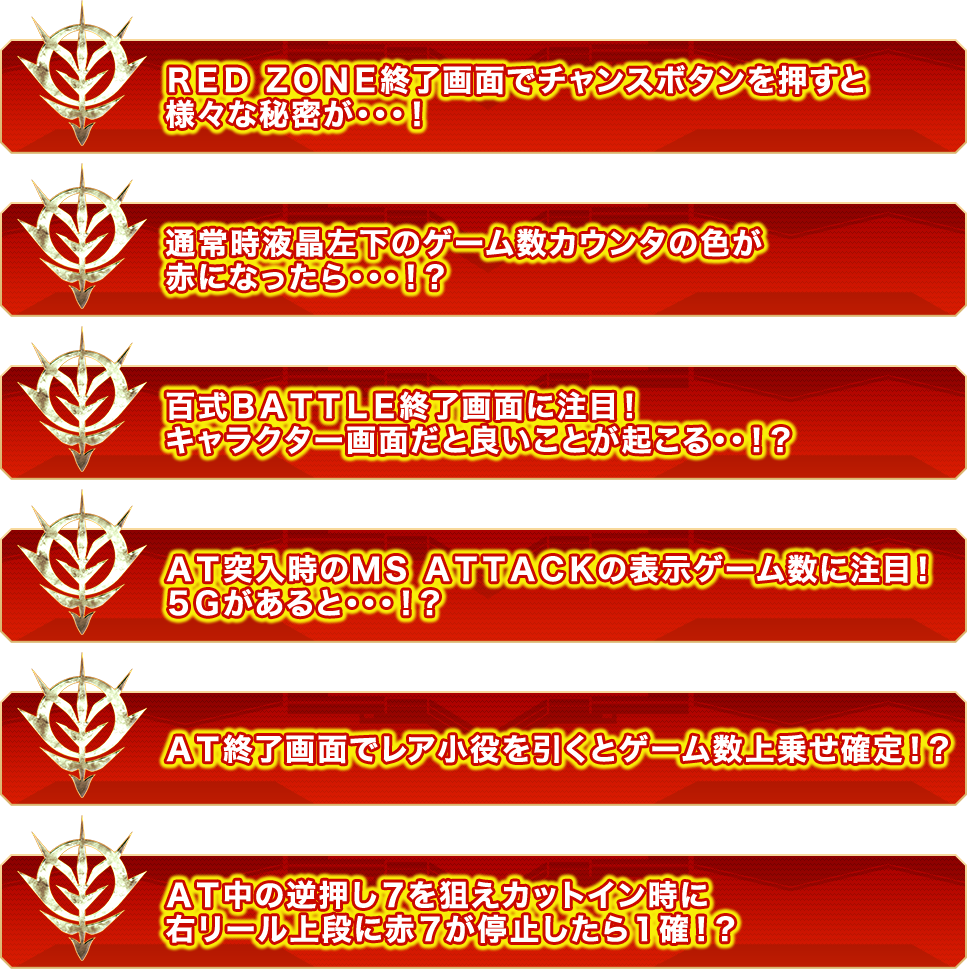 RED ZONE終了画面でチャンスボタンを押すと
様々な秘密が・・・！
通常時液晶左下のゲーム数カウンタの色が
赤になったら・・・！？
百式BATTLE終了画面に注目！
キャラクター画面だと良いことが起こる・・！？
AT突入時のMS ATTACKの表示ゲーム数に注目！
5Gがあると・・・！？
AT終了画面でレア小役を引くとゲーム数上乗せ確定！？
AT中の逆押し7を狙えカットイン時に
右リール上段に赤7が停止したら1確！？